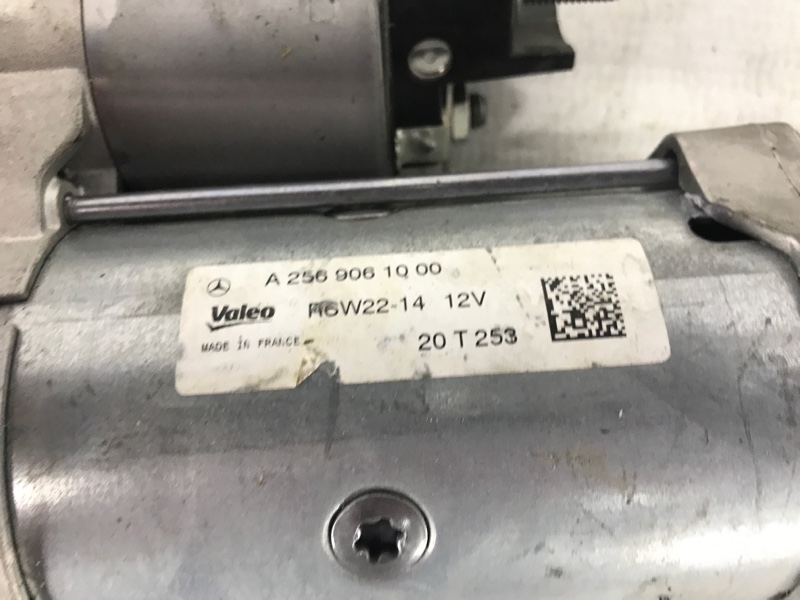 A 256 906 10 00
Valeo R6W22-14 12V
MADE IN FRANCE
20 T 253